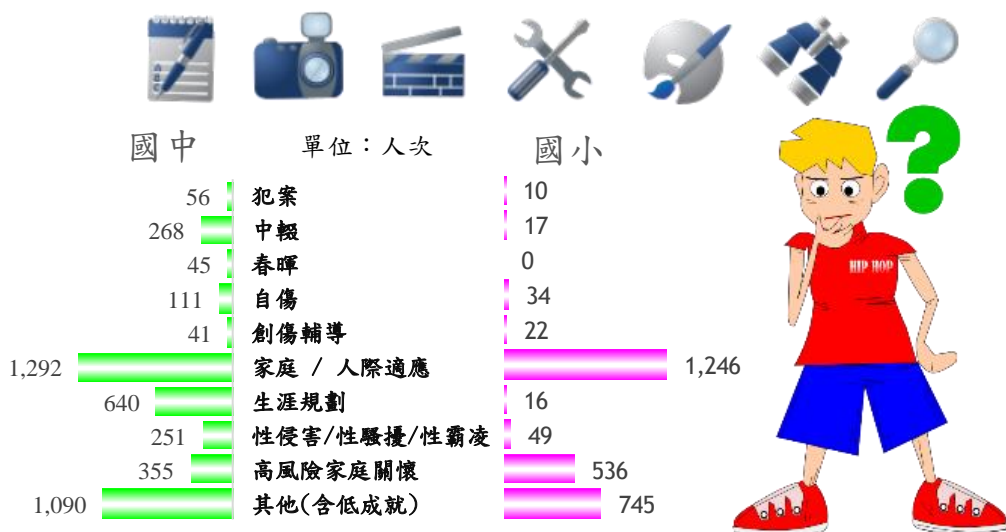 國中 單位：人次 國小
56 犯案 10
268 中輟 17
45 春暉 0
111 自傷 34
41 創傷輔導 22
1,292 家庭 / 人際適應 1,246
640 生涯規劃 16
251 性侵害/性騷擾/性霸凌 49
355 高風險家庭關懷 536
1,090 其他(含低成就) 745
HIP HOP
?